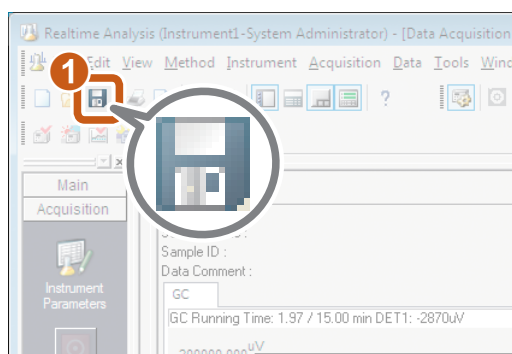 Realtime Analysis (Instrument1-System Administrator) - [Data Acquisition
1
Edit View Method Instrument Acquisition Data Tools Wind
?
Main
Acquisition
Sample ID :
Data Comment :
Instrument
Parameters
GC
GC Running Time: 1.97 / 15.00 min DET1: -2870uV
uV